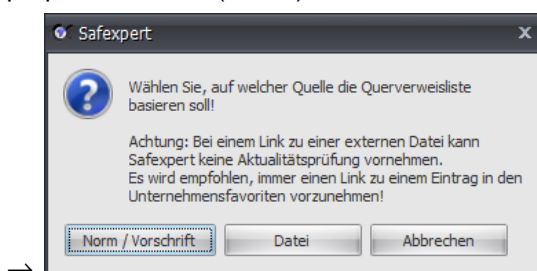 Safexpert
Wählen Sie, auf welcher Quelle die Querverweisliste
basieren soll!
Achtung: Bei einem Link zu einer externen Datei kann
Safexpert keine Aktualitätsprüfung vornehmen.
Es wird empfohlen, immer einen Link zu einem Eintrag in den
Unternehmensfavoriten vorzunehmen!
Norm / Vorschrift Datei Abbrechen